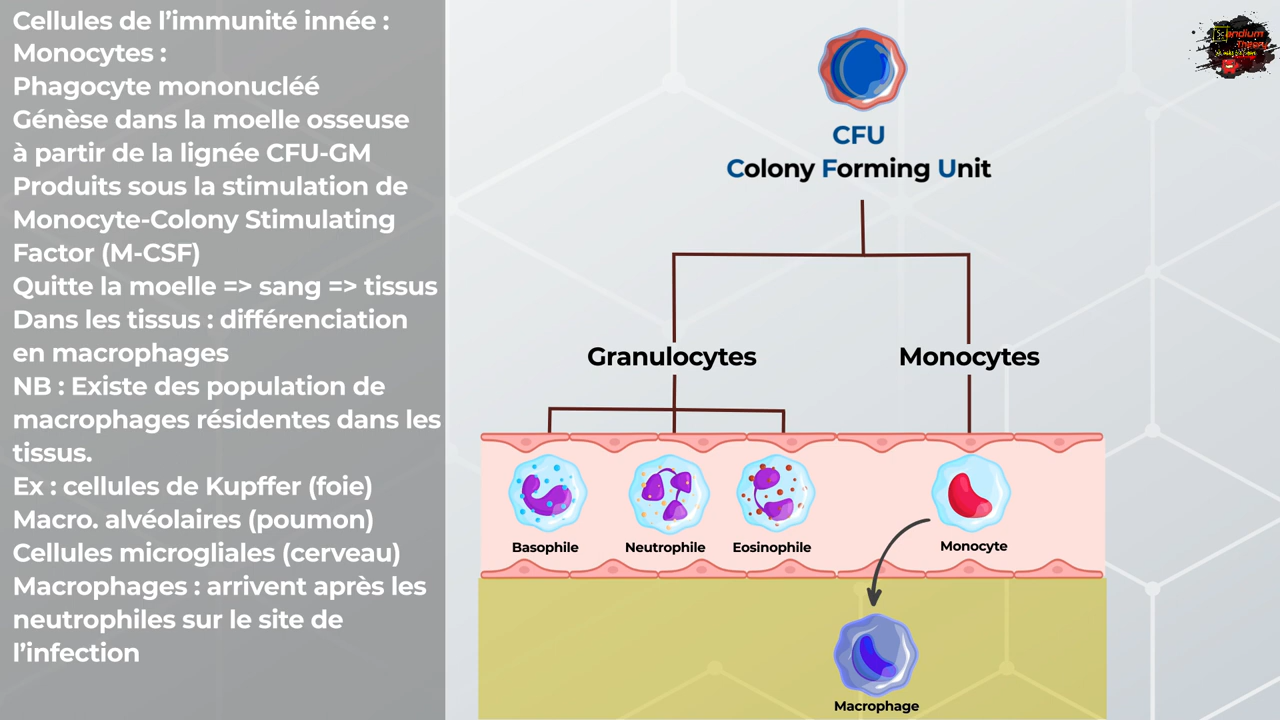 Cellules de l’immunité innée :
Monocytes :
Phagocyte mononucléé
Génèse dans la moelle osseuse
à partir de la lignée CFU-GM
Produits sous la stimulation de
Monocyte-Colony Stimulating
Factor (M-CSF)
Quitte la moelle => sang => tissus
Dans les tissus : différenciation
en macrophages
NB : Existe des population de
macrophages résidentes dans les
tissus.
Ex : cellules de Kupffer (foie)
Macro. alvéolaires (poumon)
Cellules microgliales (cerveau)
Macrophages : arrivent après les
neutrophiles sur le site de
l’infection
CFU
Colony Forming Unit
Granulocytes
Monocytes
Basophile
Neutrophile
Eosinophile
Monocyte
Macrophage